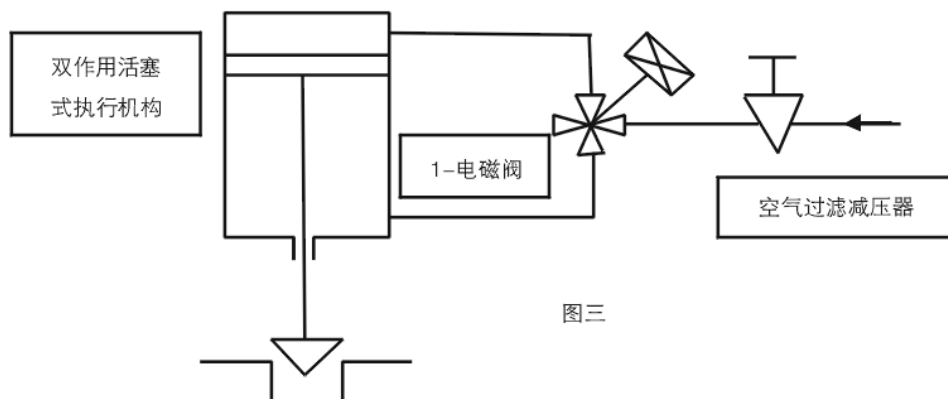 双作用活塞
式执行机构
1-电磁阀
空气过滤减压器
图三